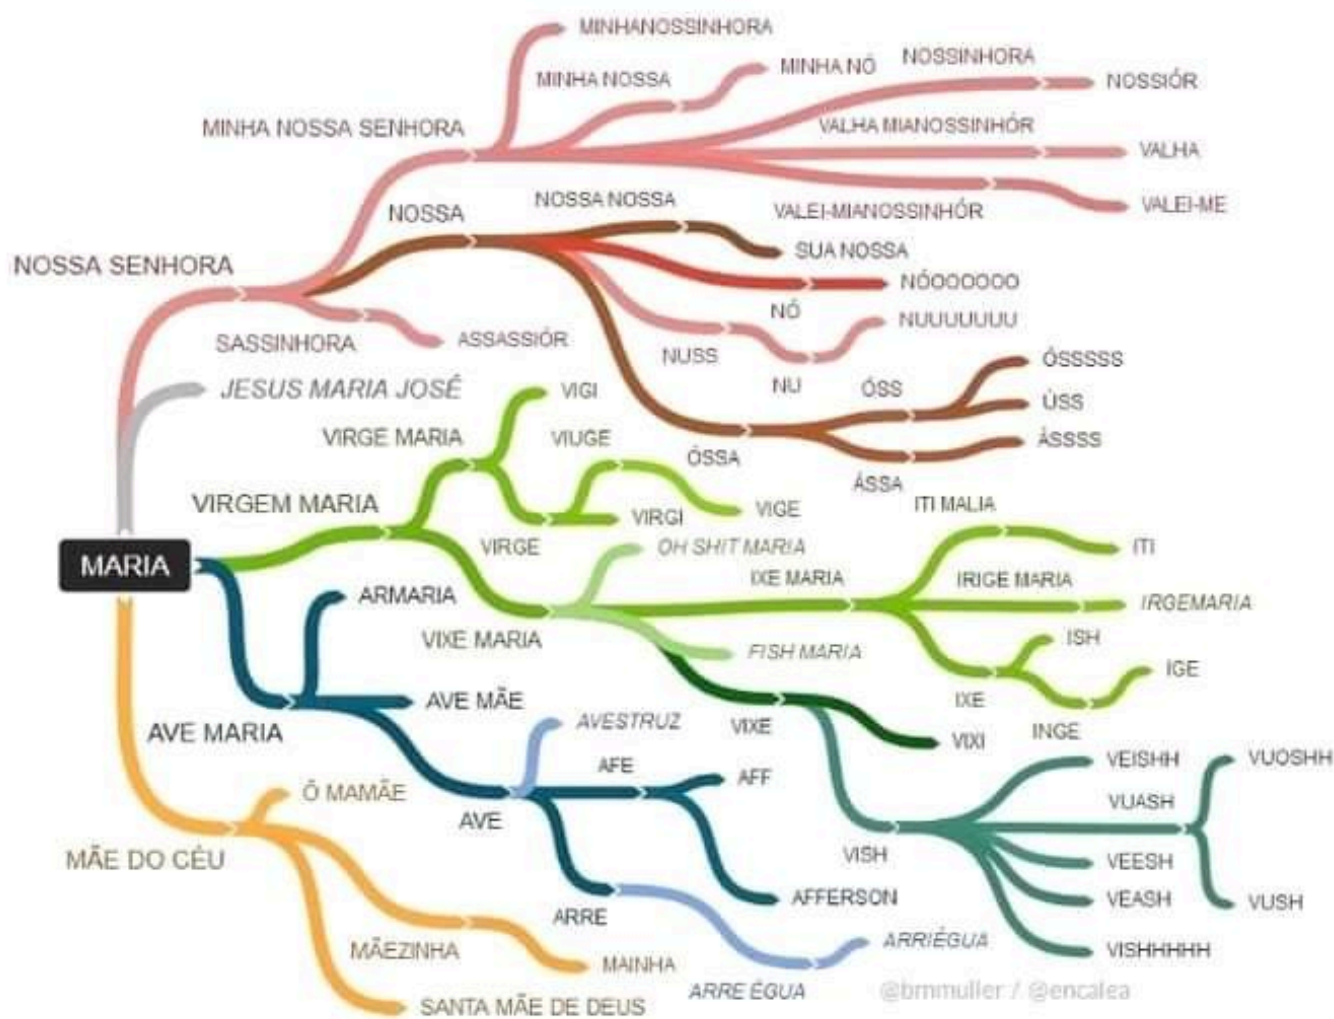 MINHANOSSINHORA
MINHA NOSSA
MINHA NÓ
NOSSINHORA
NOSSIÓR
MINHA NOSSA SENHORA
VALHA MIANOSSINHÓR
VALHA
NOSSA
NOSSA NOSSA
VALEI-MIANOSSINHÓR
VALEI-ME
SUA NOSSA
NOSSA SENHORA
NÓOOOOOO
NÓ
NUUUUUUU
SASSINHORA
ASSASSIÓR
NUSS
NU
ÓSSSSS
JESUS MARIA JOSÉ
VIGI
ÓSS
ÚSS
VIRGE MARIA
VIUGE
ÓSSA
ÁSSSS
ÁSSA
VIRGEM MARIA
VIRGI
VIGE
ITI MALIA
VIRGE
OH SHIT MARIA
ITI
MARIA
ARMARIA
IXE MARIA
IRIGE MARIA
IRGEMARIA
VIXE MARIA
FISH MARIA
ISH
IGE
AVE MÃE
IXE
AVE MARIA
AVESTRUZ
VIXE
VIXI
INGE
VEISHH
VUOSHH
AFE
AFF
VUASH
Ô MAMÃE
AVE
MÃE DO CÉU
VISH
VEESH
AFFERSON
VEASH
VUSH
ARRE
MÃEZINHA
MAINHA
ARRIÉGUA
VISHHHHH
ARRE ÉGUA
SANTA MÃE DE DEUS
@bmmuller / @encalea